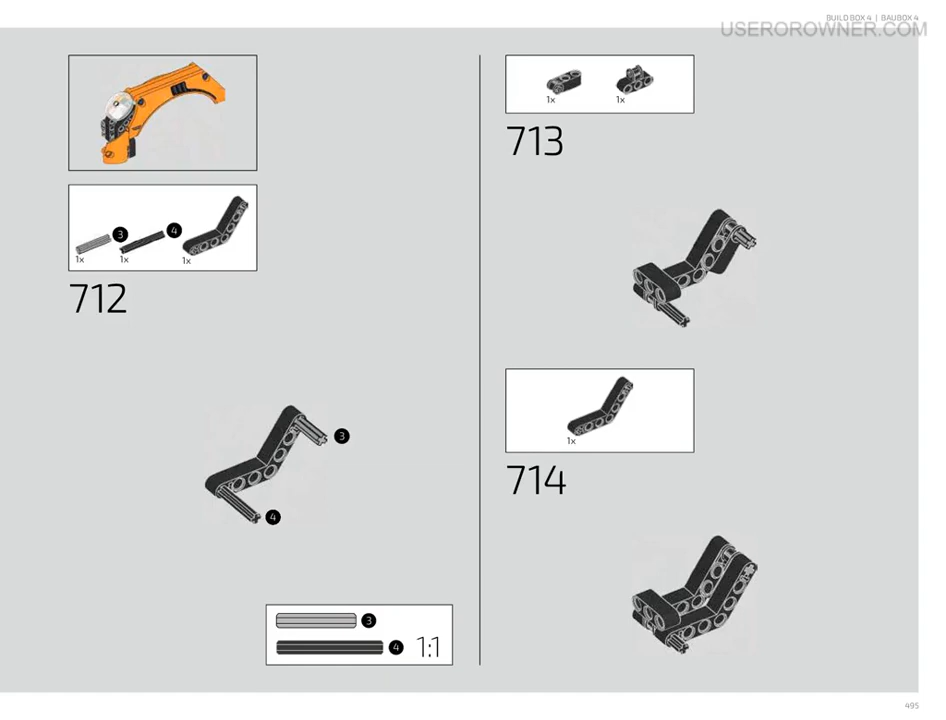 BUILD BOX 4 | BAUBOX 4
USEROROWNER.COM
3
4
1x
1x
1x
712
3
4
3
4
1:1
1x
1x
713
1x
714
495